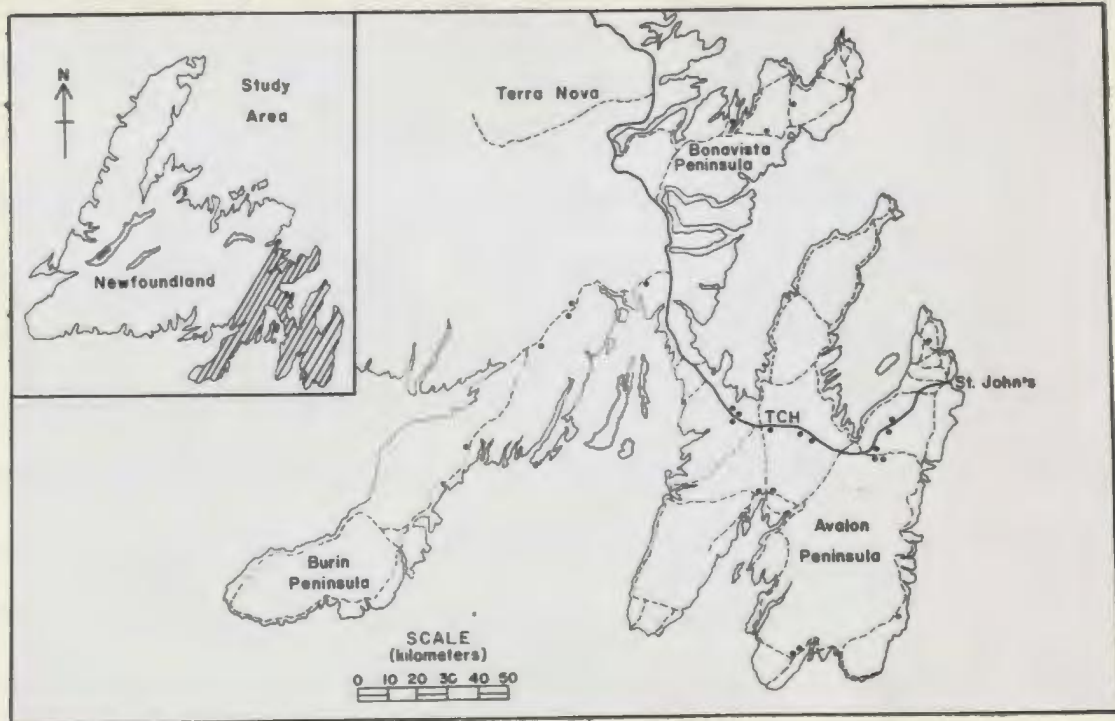 N
Study
Area
Newfoundland
Terra Nova
Bonavista
Peninsula
St. John's
TCH
Avalon
Peninsula
Burin
Peninsula
SCALE
(kilometers)
0 10 20 30 40 50